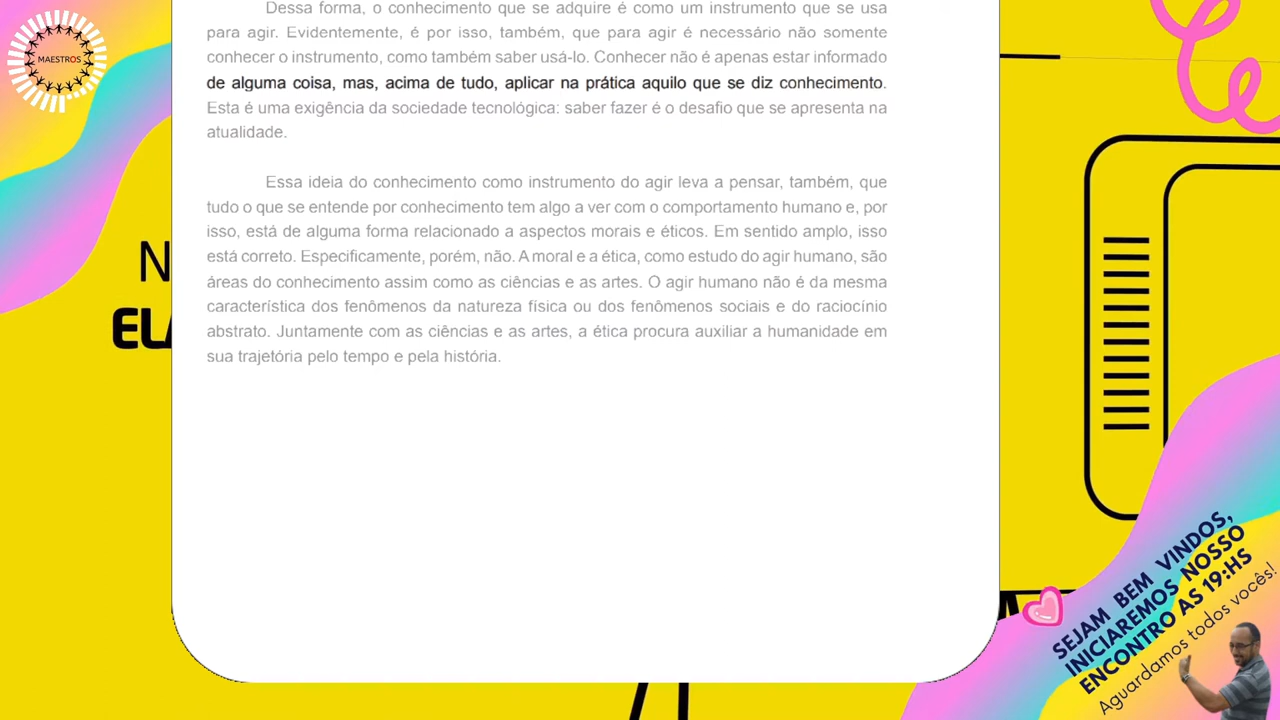 MAESTROS
Dessa forma, o conhecimento que se adquire é como um instrumento que se usa
para agir. Evidentemente, é por isso, também, que para agir é necessário não somente
conhecer o instrumento, como também saber usá-lo. Conhecer não é apenas estar informado
de alguma coisa, mas, acima de tudo, aplicar na prática aquilo que se diz conhecimento.
Esta é uma exigência da sociedade tecnológica: saber fazer é o desafio que se apresenta na
atualidade.
Essa ideia do conhecimento como instrumento do agir leva a pensar, também, que
tudo o que se entende por conhecimento tem algo a ver com o comportamento humano e, por
isso, está de alguma forma relacionado a aspectos morais e éticos. Em sentido amplo, isso
está correto. Especificamente, porém, não. A moral e a ética, como estudo do agir humano, são
áreas do conhecimento assim como as ciências e as artes. O agir humano não é da mesma
característica dos fenômenos da natureza física ou dos fenômenos sociais e do raciocínio
abstrato. Juntamente com as ciências e as artes, a ética procura auxiliar a humanidade em
sua trajetória pelo tempo e pela história.
SEJAM BEM VINDOS,
INICIAREMOS NOSSO
ENCONTRO AS 19:HS
Aguardamos todos vocês!